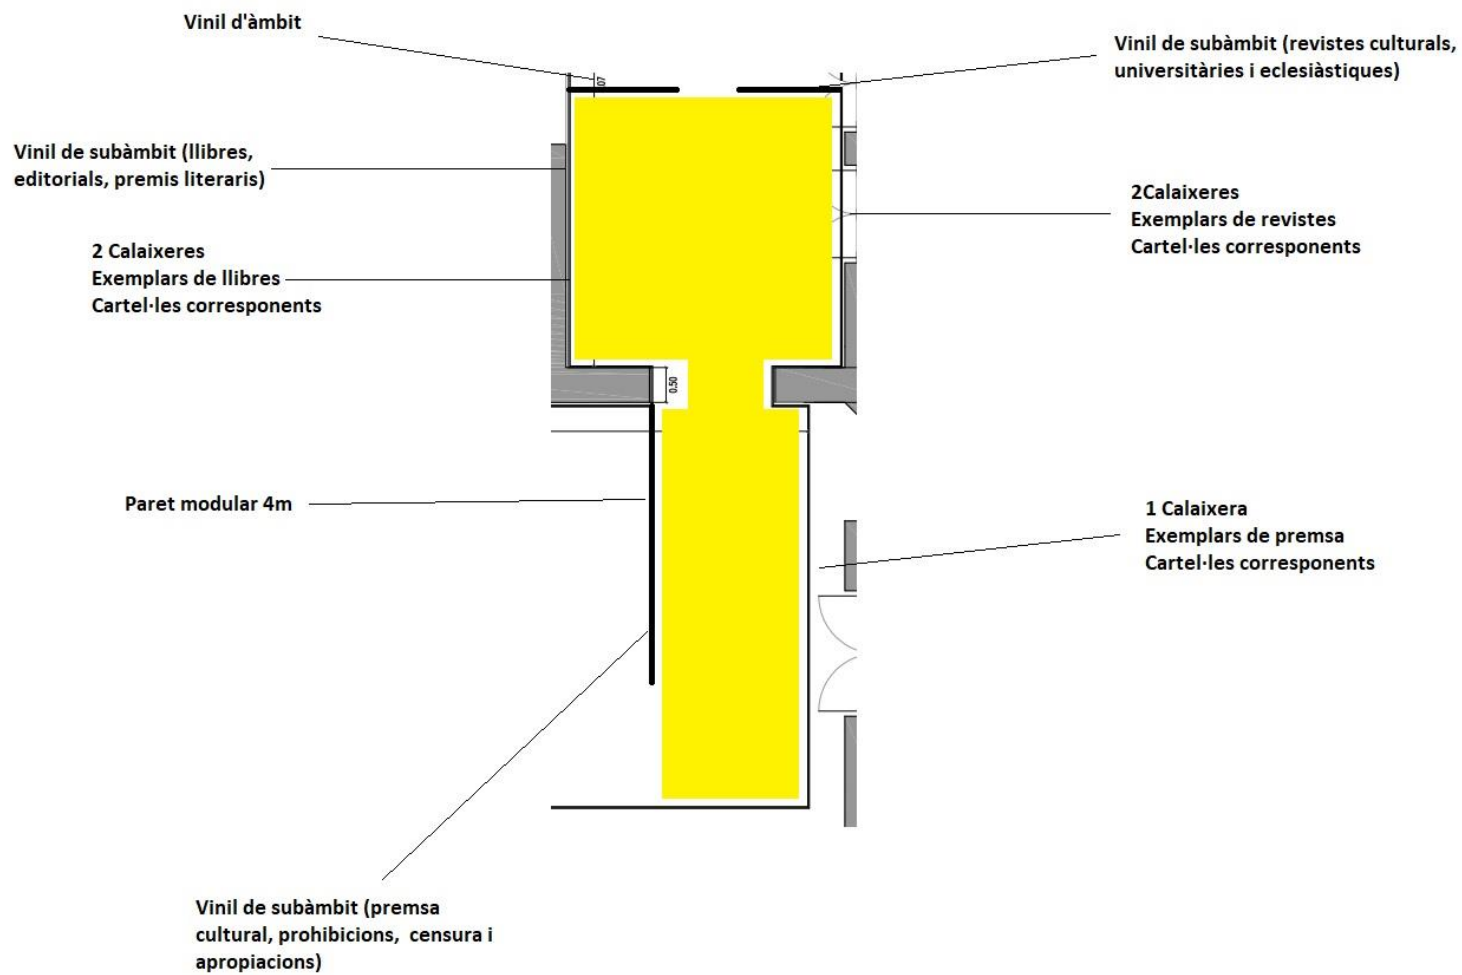 Vinil d'àmbit
Vinil de subàmbit (revistes culturals,
universitàries i eclesiàstiques)
07
Vinil de subàmbit (llibres,
editorials, premis literaris)
2Calaixeres
Exemplars de revistes
Cartel·les corresponents
2 Calaixeres
Exemplars de llibres
Cartel·les corresponents
0.50
Paret modular 4m
1 Calaixera
Exemplars de premsa
Cartel·les corresponents
Vinil de subàmbit (premsa
cultural, prohibicions,  censura i
apropiacions)